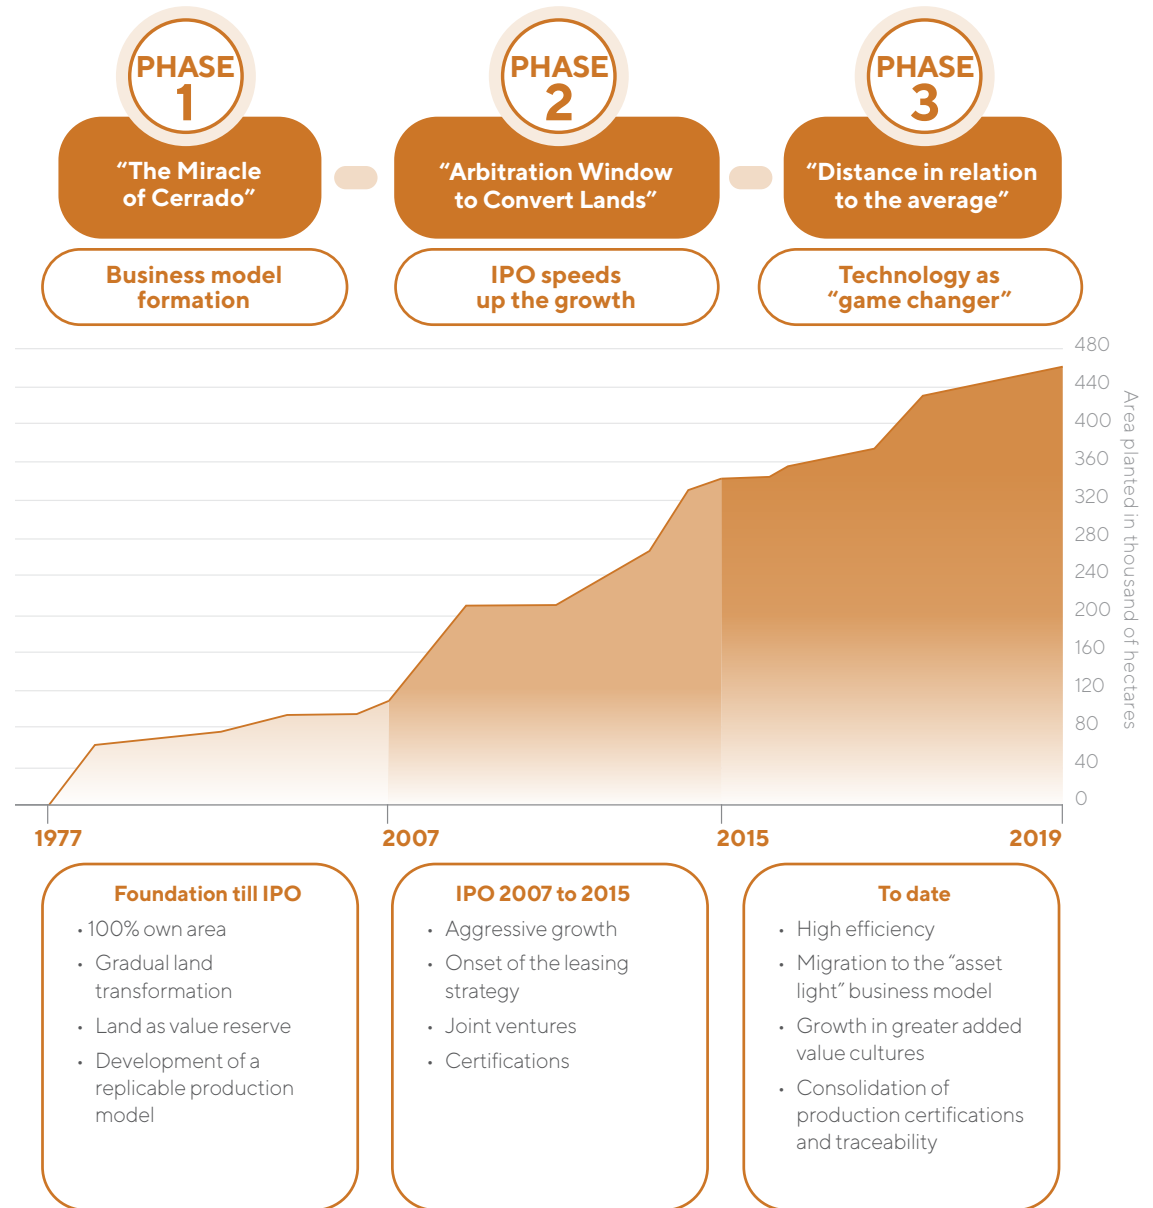 PHASE
1
“The Miracle
of Cerrado”
Business model
formation
PHASE
2
“Arbitration Window
to Convert Lands”
IPO speeds
up the growth
PHASE
3
“Distance in relation
to the average”
Technology as
“game changer”
480
440
400
360
320
280
240
200
160
120
80
40
0
Area planted in thousand of hectares
1977
2007
2015
2019
Foundation till IPO
• 100% own area
• Gradual land
transformation
• Land as value reserve
• Development of a
replicable production
model
IPO 2007 to 2015
• Aggressive growth
• Onset of the leasing
strategy
• Joint ventures
• Certifications
To date
• High efficiency
• Migration to the “asset
light” business model
• Growth in greater added
value cultures
• Consolidation of
production certifications
and traceability